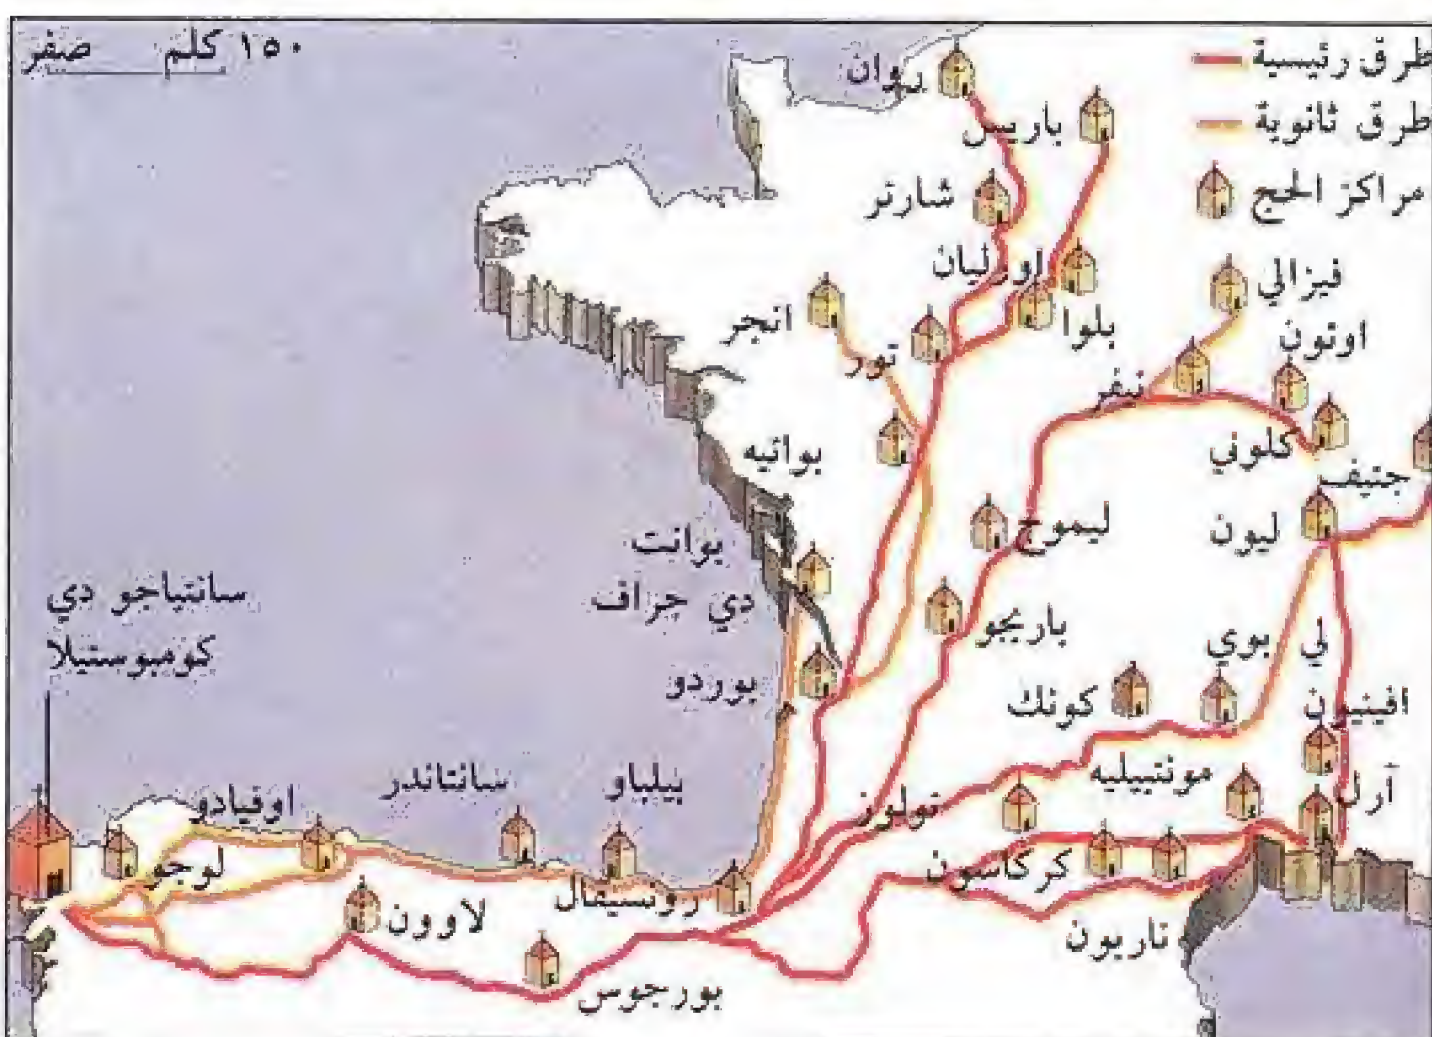 صفر ١٥٠ كلم
طرق رئيسية
طرق ثانوية
مراكز الحج
روان
باريس
شارتر
اورليان
فيزالي
انجر
بلوا
اوتون
تور
نيفر
كلوني
بواتيه
جنيف
ليموج
ليون
بوانت
دي جراف
سانتياجو دي
كومبوستيلا
باريجو
لي بوي
بوردو
كونك
افينيون
مونتبيليه
آرل
بيلباو
سانتاندر
اوفيادو
تولوز
لوجو
كركاسون
رونسيفال
لاوون
ناربون
بورجوس